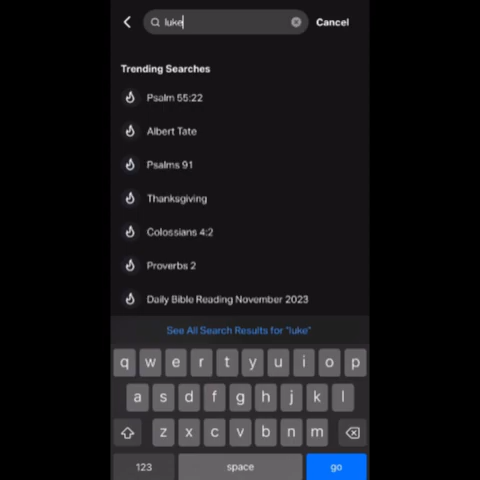 luke
Cancel
Trending Searches
Psalm 55:22
Albert Tate
Psalms 91
Thanksgiving
Colossians 4:2
Proverbs 2
Daily Bible Reading November 2023
See All Search Results for "luke"
q w e r t y u i o p
a s d f g h j k l
z x c v b n m
123 space go